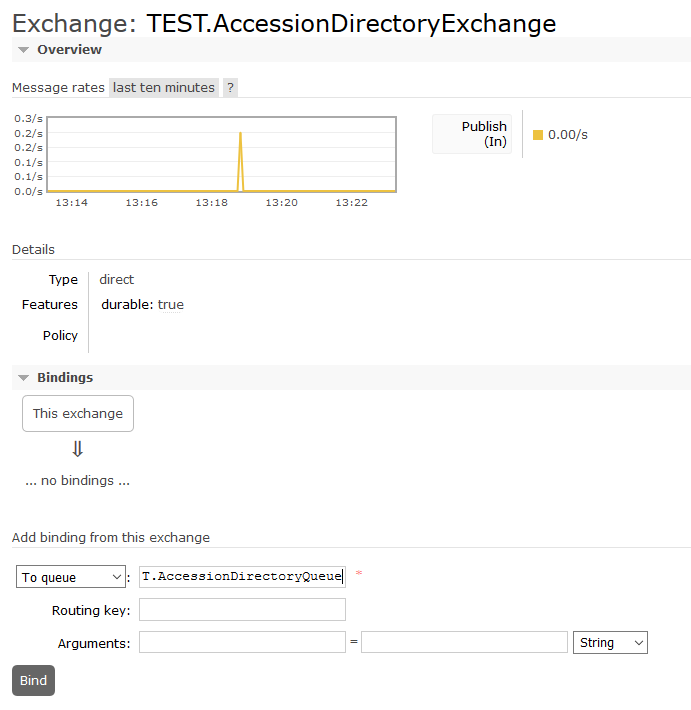 Exchange: TEST.AccessionDirectoryExchange
Overview
Message rates last ten minutes ?
0.3/s
0.2/s
0.2/s
0.1/s
0.1/s
0.0/s
13:14 13:16 13:18 13:20 13:22
Publish
(In)
0.00/s
Details
Type direct
Features durable: true
Policy
Bindings
This exchange
⇓
... no bindings ...
Add binding from this exchange
To queue : T.AccessionDirectoryQueue *
Routing key:
Arguments: = String
Bind